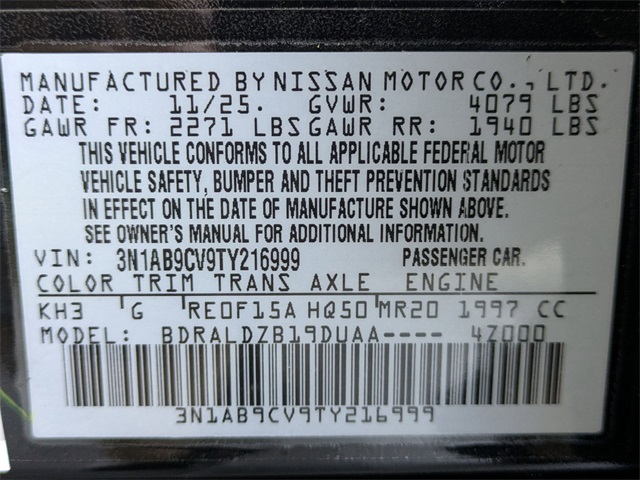 MANUFACTURED BY NISSAN MOTOR CO., LTD.
DATE: 11/25. GVWR: 4079 LBS
GAWR FR: 2271 LBS GAWR RR: 1940 LBS
THIS VEHICLE CONFORMS TO ALL APPLICABLE FEDERAL MOTOR
VEHICLE SAFETY, BUMPER AND THEFT PREVENTION STANDARDS
IN EFFECT ON THE DATE OF MANUFACTURE SHOWN ABOVE.
SEE OWNER'S MANUAL FOR ADDITIONAL INFORMATION.
VIN: 3N1AB9CV9TY216999 PASSENGER CAR.
COLOR TRIM TRANS AXLE ENGINE
KH3 G RE0F15A HQ50 MR20 1997 CC
MODEL: BDRALDZB19DUAA---- 4Z000
3N1AB9CV9TY216999